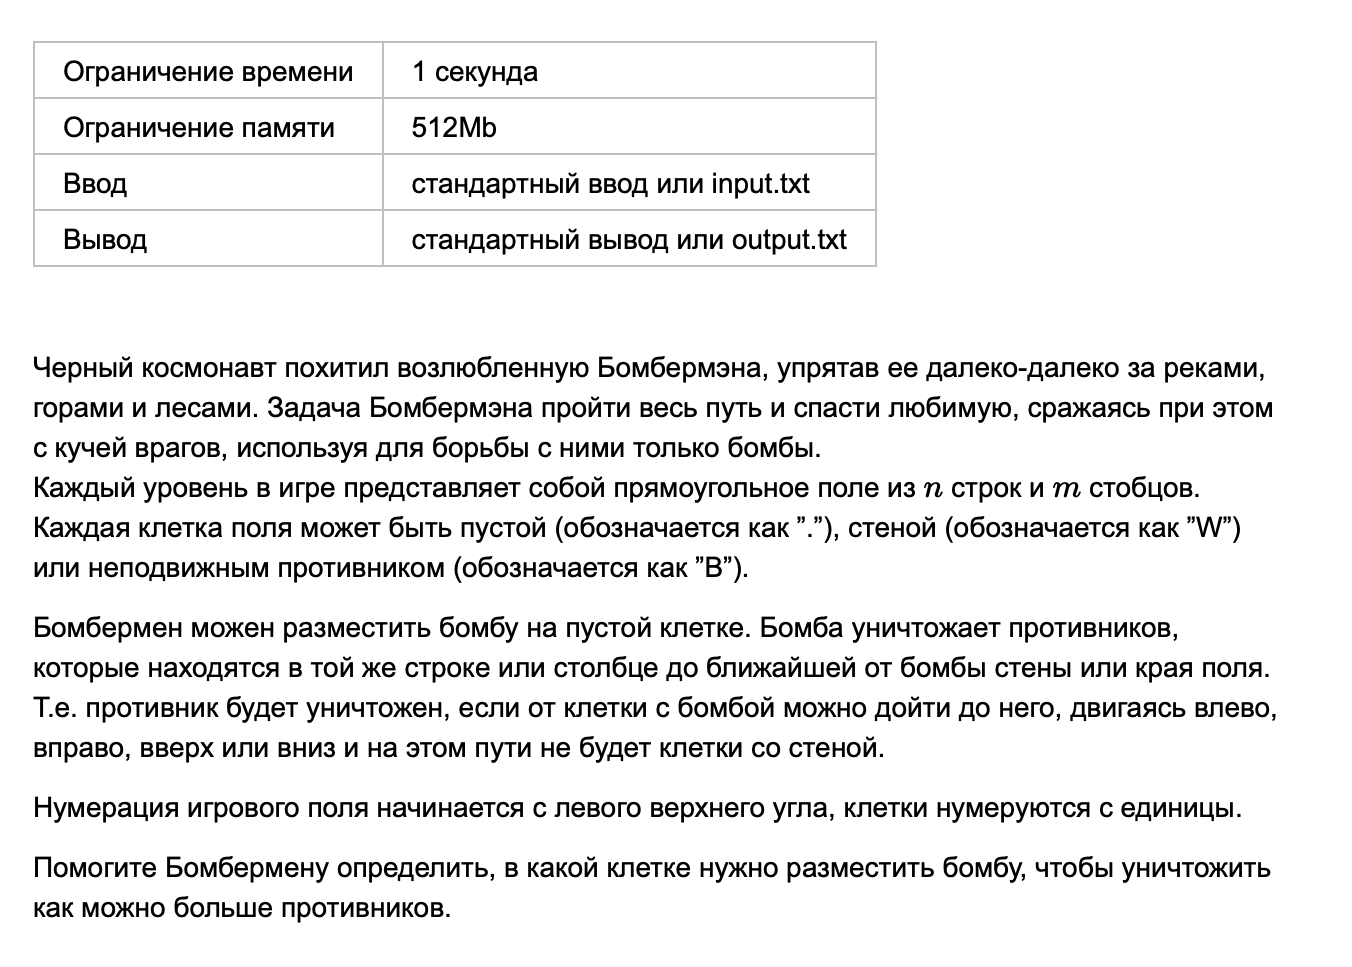 Ограничение времени 1 секунда
Ограничение памяти 512Mb
Ввод стандартный ввод или input.txt
Вывод стандартный вывод или output.txt
Черный космонавт похитил возлюбленную Бомбермэна, упрятав ее далеко-далеко за реками,
горами и лесами. Задача Бомбермэна пройти весь путь и спасти любимую, сражаясь при этом
с кучей врагов, используя для борьбы с ними только бомбы.
Каждый уровень в игре представляет собой прямоугольное поле из n строк и m стобцов.
Каждая клетка поля может быть пустой (обозначается как ”.”), стеной (обозначается как ”W”)
или неподвижным противником (обозначается как ”B”).
Бомбермен можен разместить бомбу на пустой клетке. Бомба уничтожает противников,
которые находятся в той же строке или столбце до ближайшей от бомбы стены или края поля.
Т.е. противник будет уничтожен, если от клетки с бомбой можно дойти до него, двигаясь влево,
вправо, вверх или вниз и на этом пути не будет клетки со стеной.
Нумерация игрового поля начинается с левого верхнего угла, клетки нумеруются с единицы.
Помогите Бомбермену определить, в какой клетке нужно разместить бомбу, чтобы уничтожить
как можно больше противников.